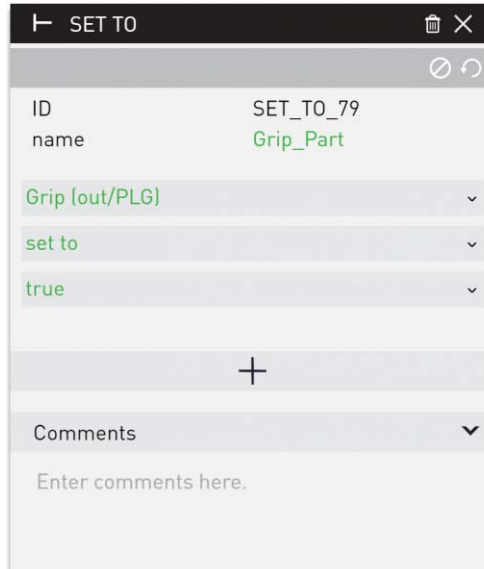 SET TO
ID SET_TO_79
name Grip_Part
Grip (out/PLG)
set to
true
Comments
Enter comments here.